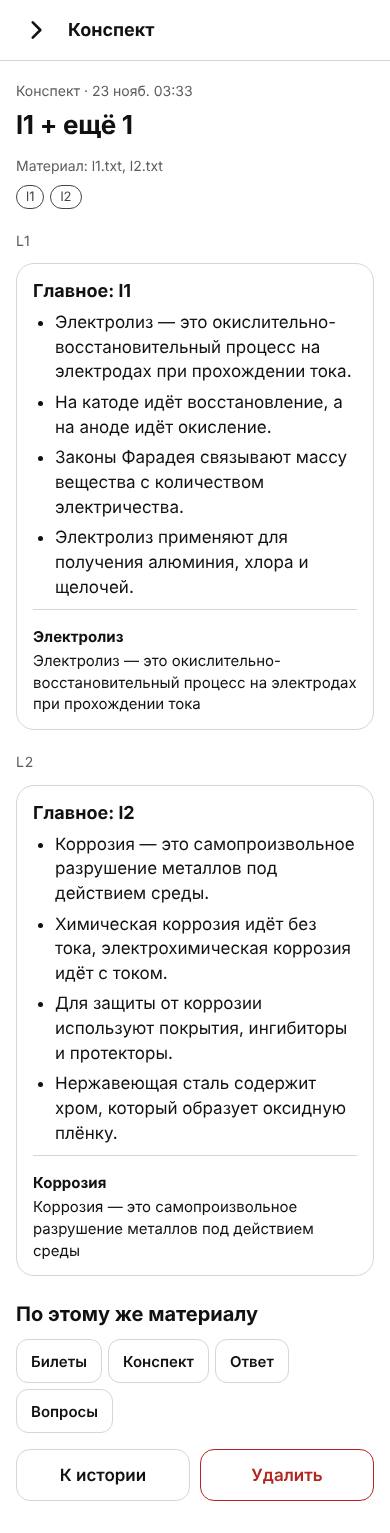 Конспект
Конспект · 23 нояб. 03:33
l1 + ещё 1
Материал: l1.txt, l2.txt
l1 l2
L1
Главное: l1
• Электролиз — это окислительно-
восстановительный процесс на
электродах при прохождении тока.
• На катоде идёт восстановление, а
на аноде идёт окисление.
• Законы Фарадея связывают массу
вещества с количеством
электричества.
• Электролиз применяют для
получения алюминия, хлора и
щелочей.
Электролиз
Электролиз — это окислительно-
восстановительный процесс на электродах
при прохождении тока
L2
Главное: l2
• Коррозия — это самопроизвольное
разрушение металлов под
действием среды.
• Химическая коррозия идёт без
тока, электрохимическая коррозия
идёт с током.
• Для защиты от коррозии
используют покрытия, ингибиторы
и протекторы.
• Нержавеющая сталь содержит
хром, который образует оксидную
плёнку.
Коррозия
Коррозия — это самопроизвольное
разрушение металлов под действием
среды
По этому же материалу
Билеты Конспект Ответ
Вопросы
К истории Удалить